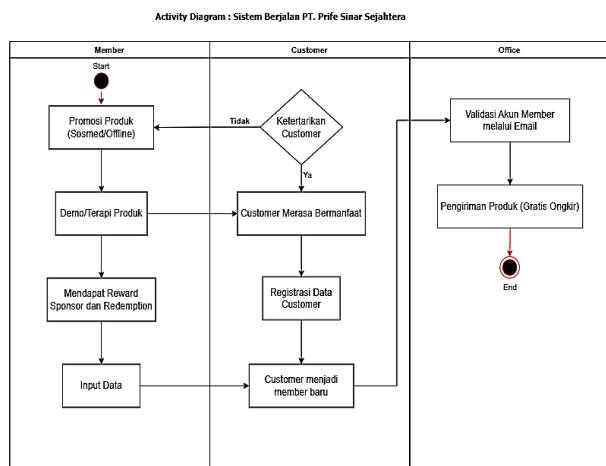 Activity Diagram : Sistem Berjalan PT. Prife Sinar Sejahtera
Member
Customer
Office
Start
Promosi Produk
(Sosmed/Offline)
Tidak
Ketertarikan
Customer
Validasi Akun Member
melalui Email
Ya
Demo/Terapi Produk
Customer Merasa Bermanfaat
Pengiriman Produk (Gratis Ongkir)
Mendapat Reward
Sponsor dan Redemption
Registrasi Data
Customer
End
Input Data
Customer menjadi
member baru